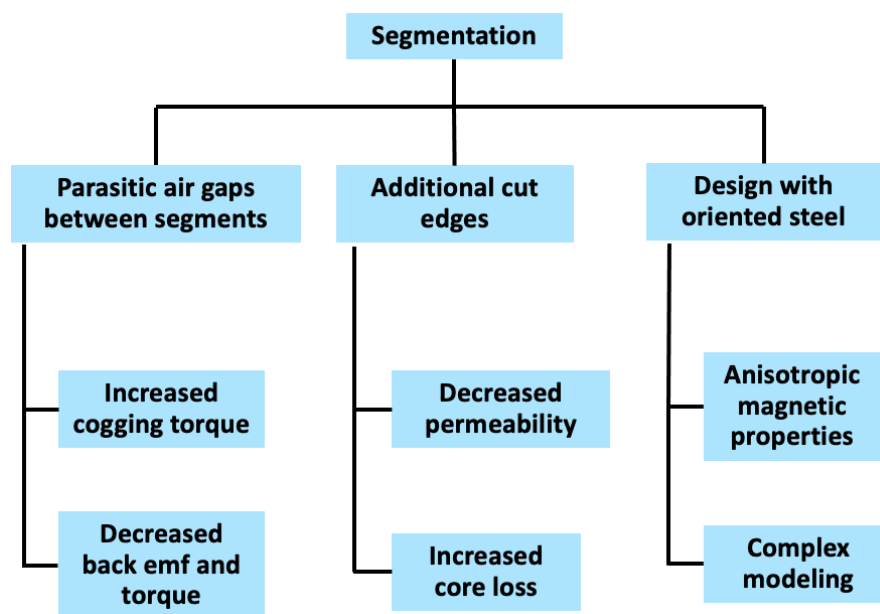 Segmentation
Parasitic air gaps
between segments
Additional cut
edges
Design with
oriented steel
Increased
cogging torque
Decreased
back emf and
torque
Decreased
permeability
Increased
core loss
Anisotropic
magnetic
properties
Complex
modeling